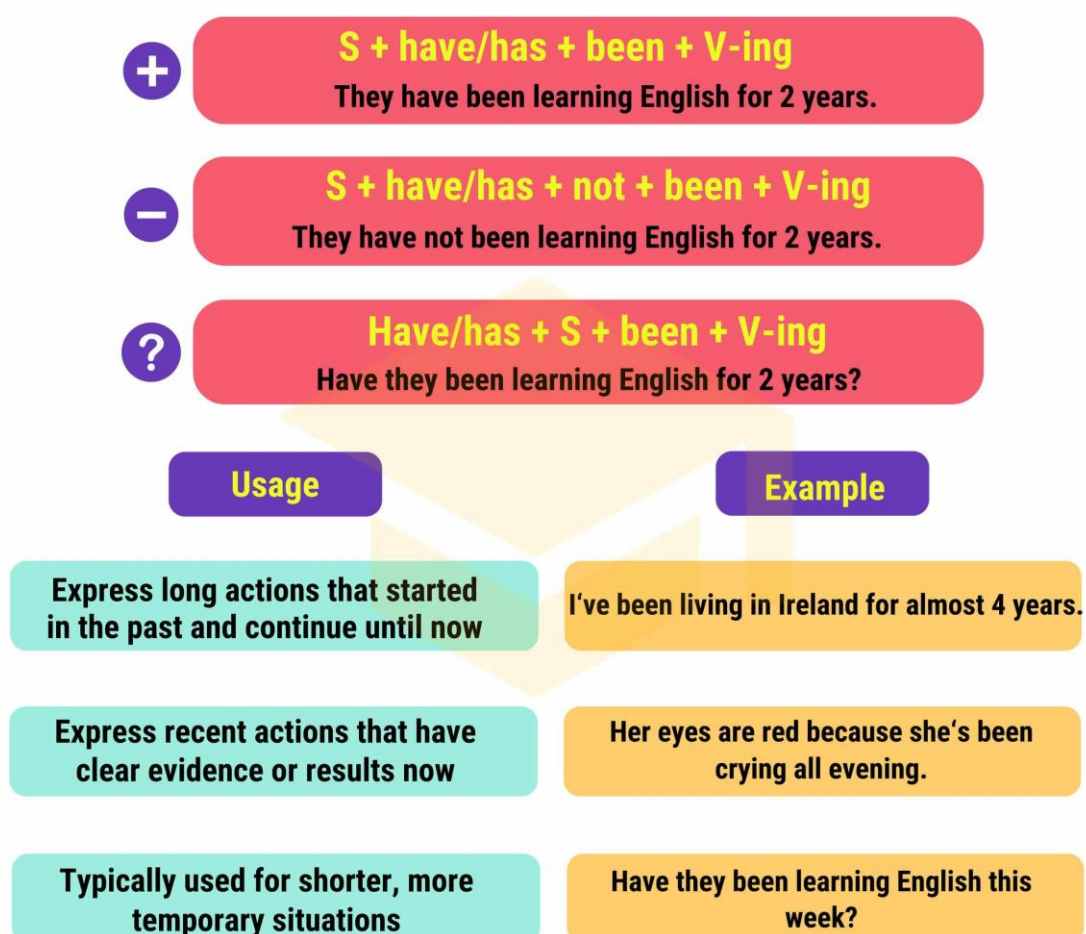 S + have/has + been + V-ing
They have been learning English for 2 years.
S + have/has + not + been + V-ing
They have not been learning English for 2 years.
?
Have/has + S + been + V-ing
Have they been learning English for 2 years?
Usage
Example
Express long actions that started
in the past and continue until now
I‘ve been living in Ireland for almost 4 years.
Express recent actions that have
clear evidence or results now
Her eyes are red because she‘s been
crying all evening.
Typically used for shorter, more
temporary situations
Have they been learning English this
week?